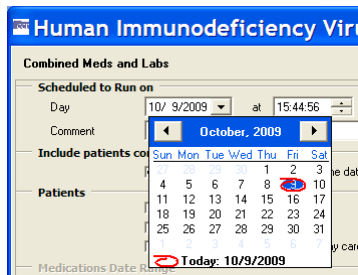 Human Immunodeficiency Viru
Combined Meds and Labs
Scheduled to Run on
Day 10/ 9/2009 at 15:44:56
Comment
October, 2009
Sun Mon Tue Wed Thu Fri Sat
27 28 29 30 1 2 3
4 5 6 7 8 9 10
11 12 13 14 15 16 17
18 19 20 21 22 23 24
25 26 27 28 29 30 31
1 2 3 4 5 6 7
Today: 10/9/2009
Include patients co
e dat
Patients
y car
Medications Date Range